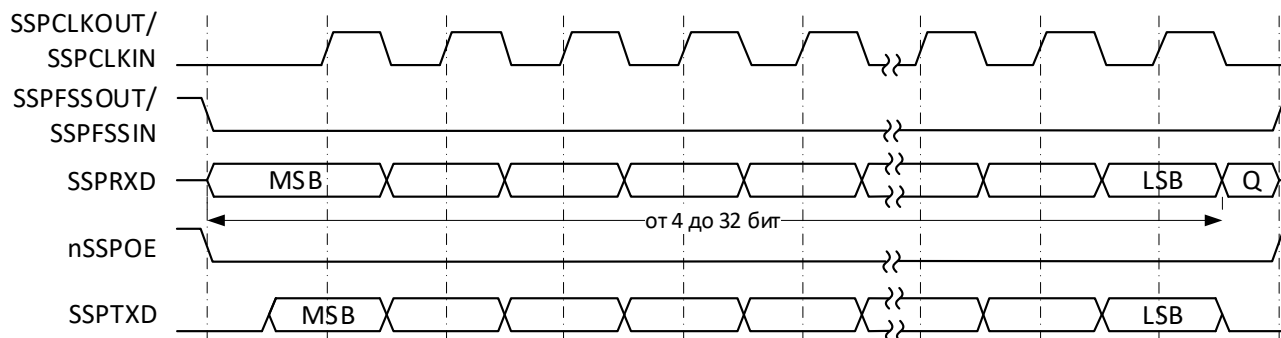 SSPCLKOUT/
SSPCLKIN
SSPFSSOUT/
SSPFSSIN
SSPRXD
MSB
LSB
Q
от 4 до 32 бит
nSSPOE
SSPTXD
MSB
LSB